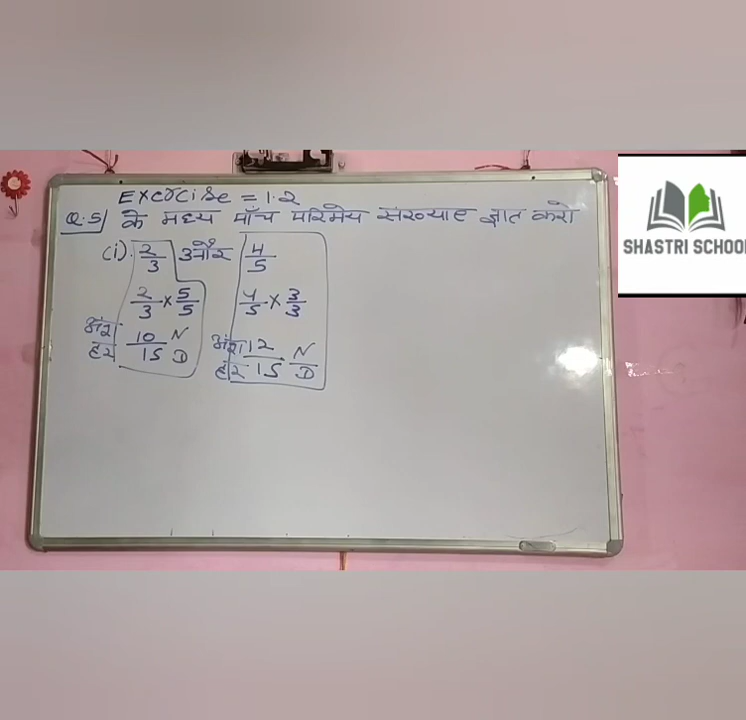 Exercise = 1.2
Q.5 के मध्य पाँच परिमेय संख्याए ज्ञात करो
(i). 2/3 और 4/5
2/3 × 5/5 4/5 × 3/3
अंश/हर 10/15 N/D अंश/हर 12/15 N/D
SHASTRI SCHOOL